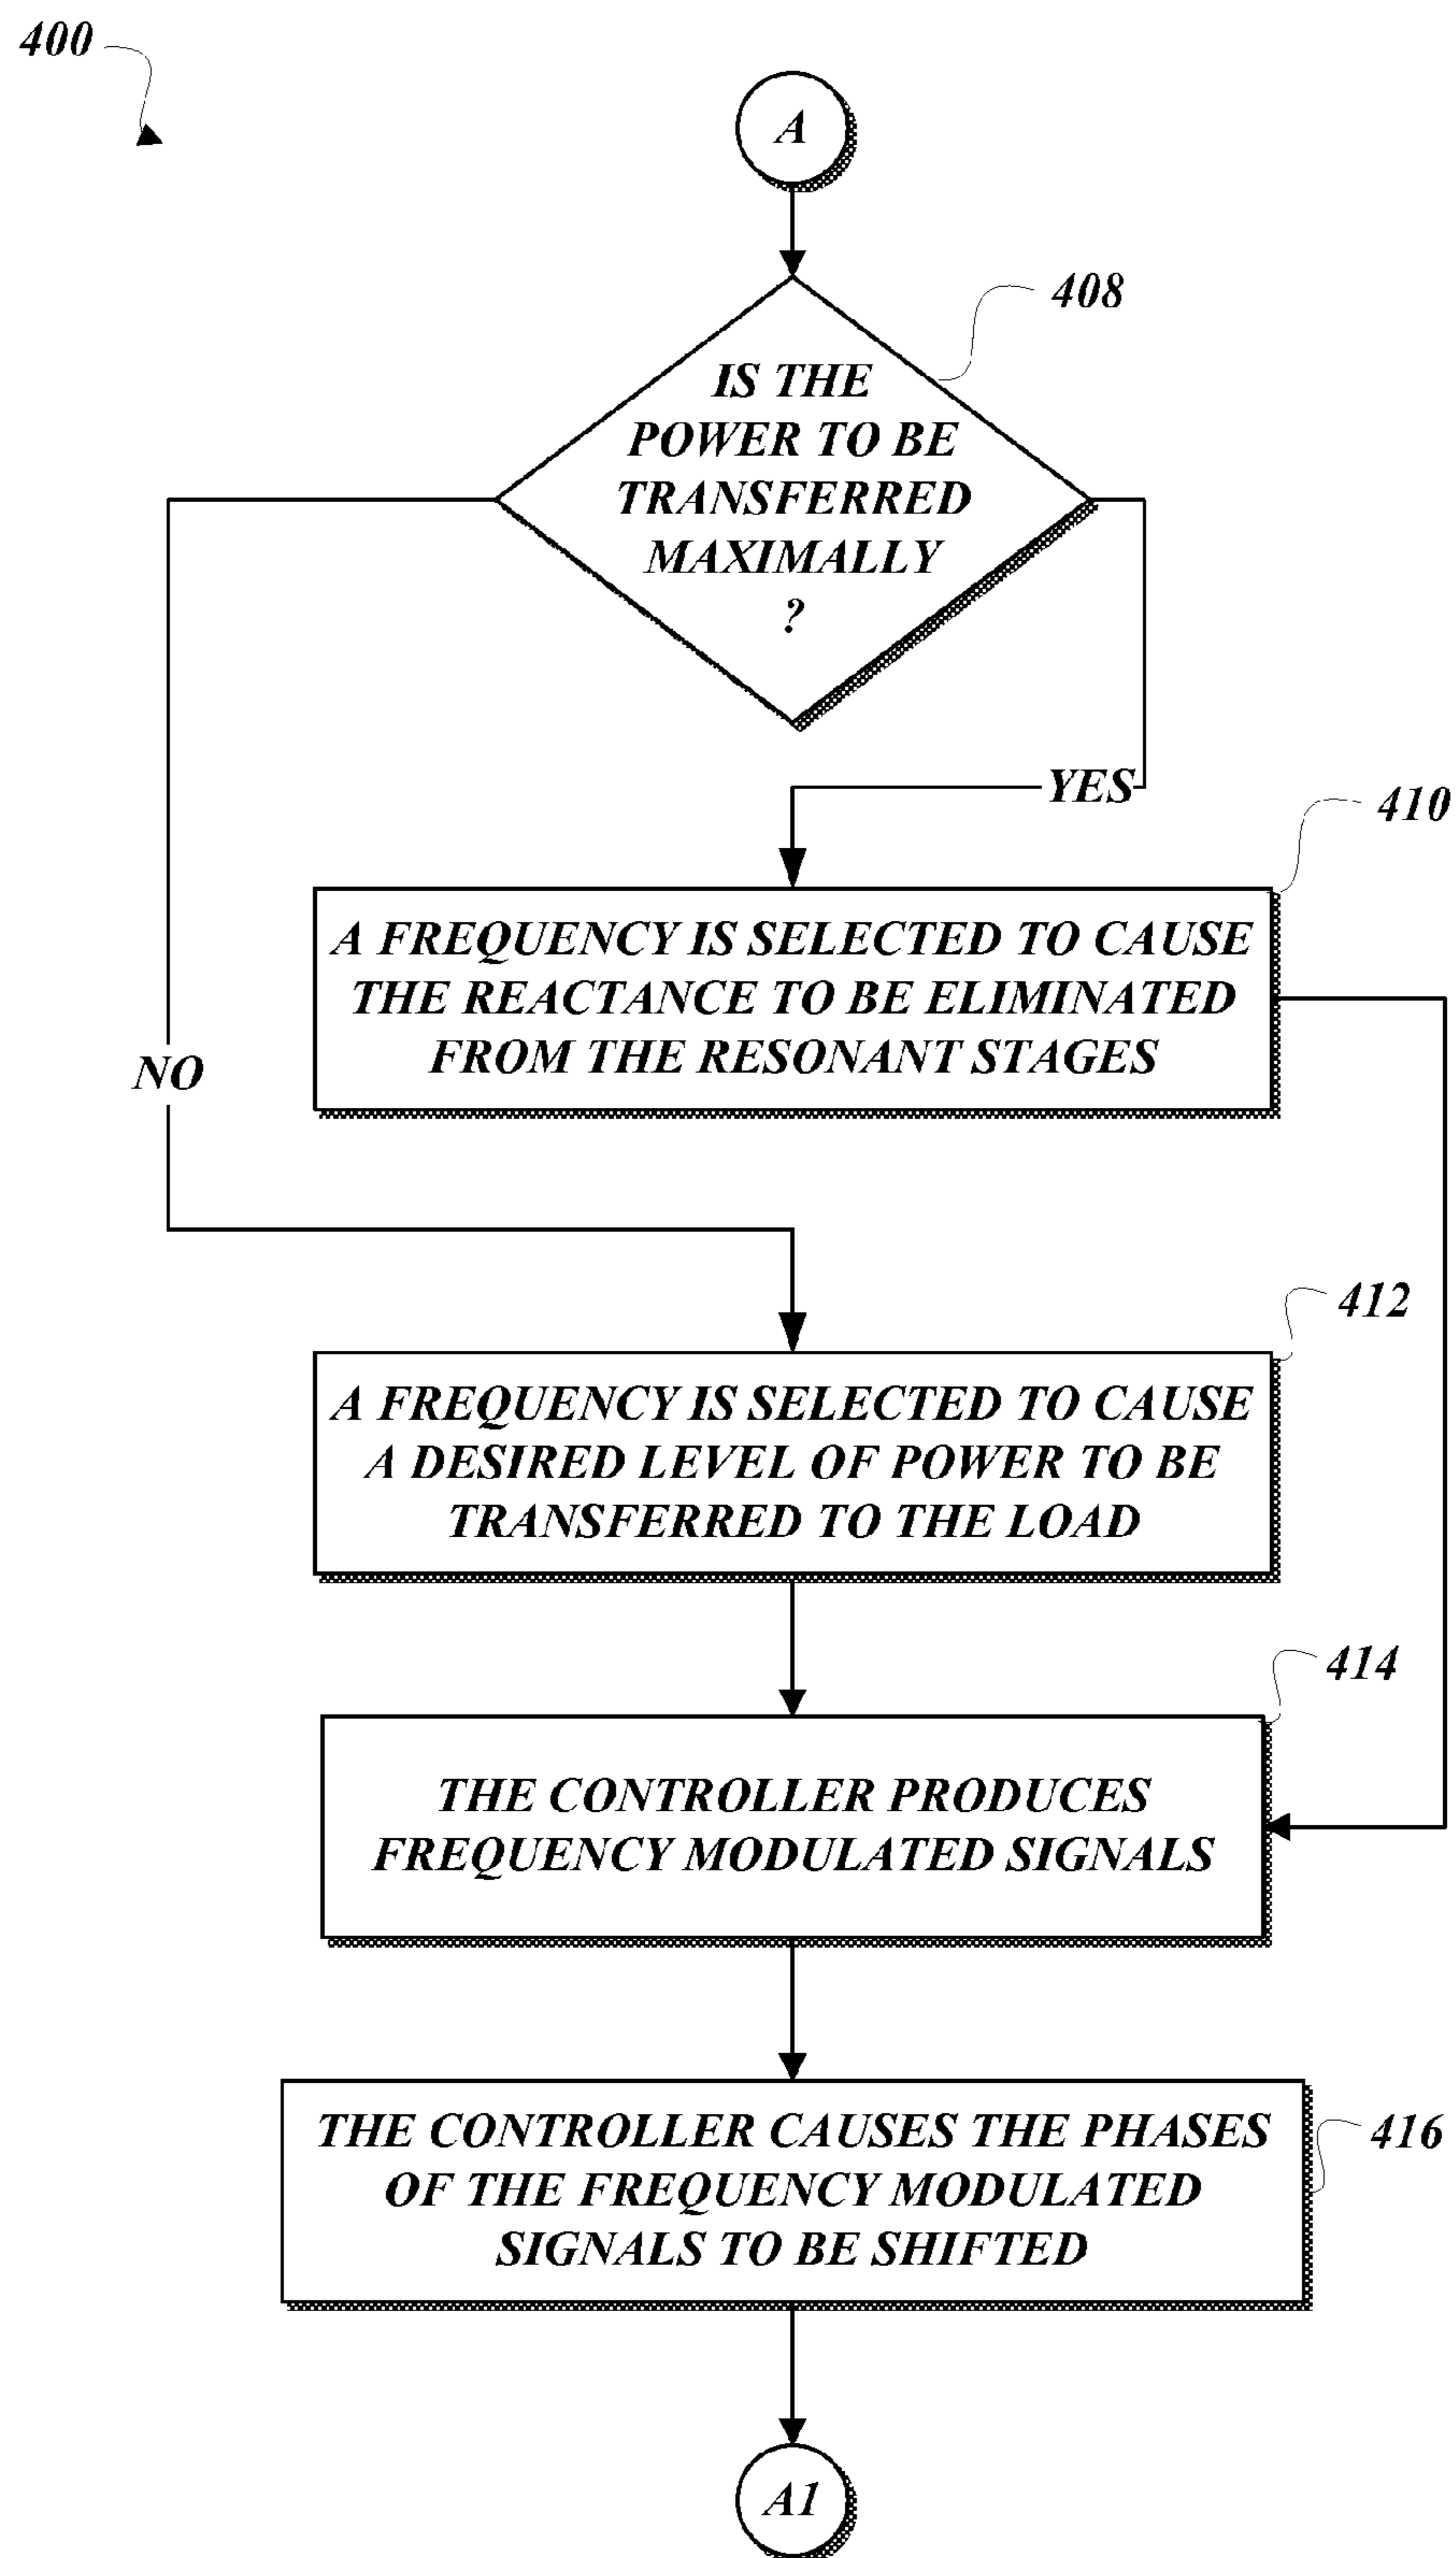 400
A
408
IS THE
POWER TO BE
TRANSFERRED
MAXIMALLY
?
YES
410
A FREQUENCY IS SELECTED TO CAUSE
THE REACTANCE TO BE ELIMINATED
FROM THE RESONANT STAGES
NO
412
A FREQUENCY IS SELECTED TO CAUSE
A DESIRED LEVEL OF POWER TO BE
TRANSFERRED TO THE LOAD
414
THE CONTROLLER PRODUCES
FREQUENCY MODULATED SIGNALS
THE CONTROLLER CAUSES THE PHASES
416
OF THE FREQUENCY MODULATED
SIGNALS TO BE SHIFTED
A1